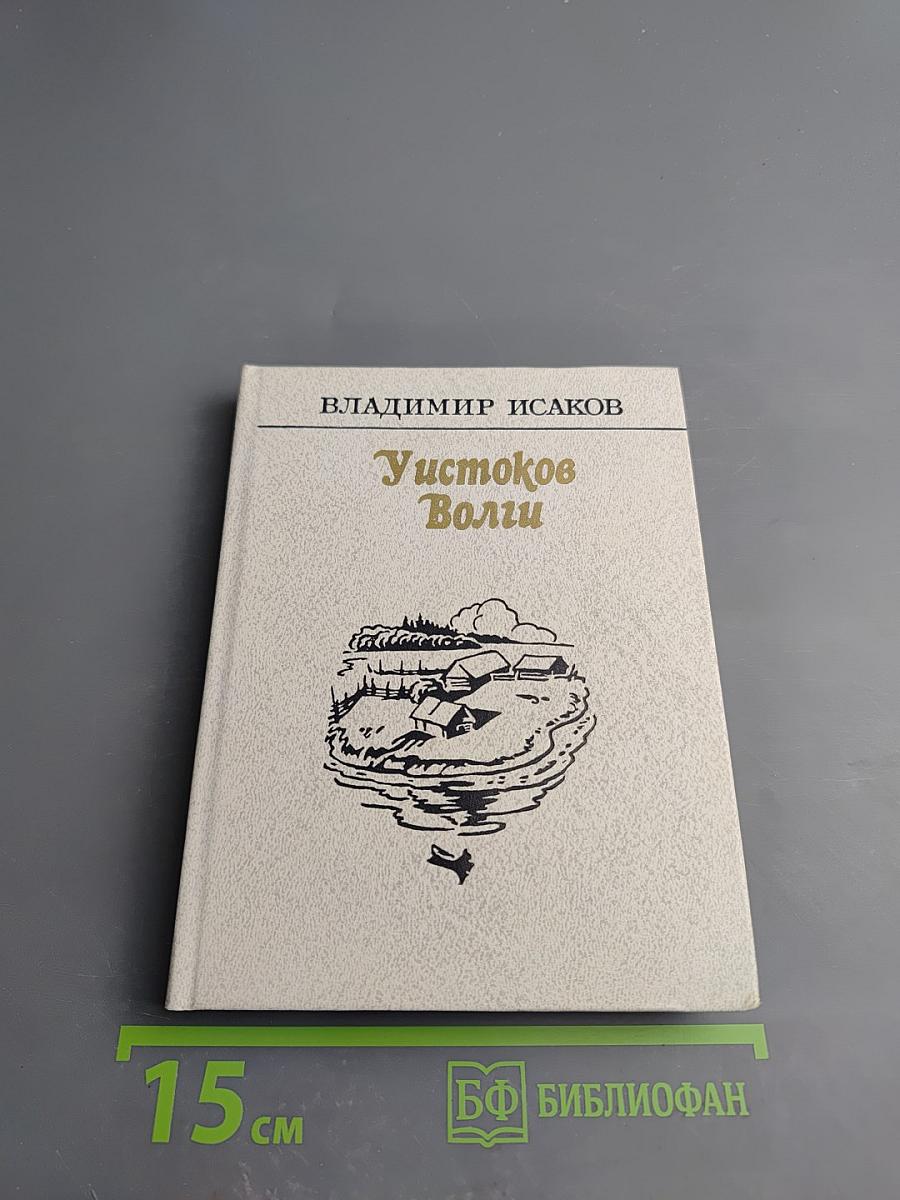 ВЛАДИМИР ИСАКОВ
У истоков
Волги
15 см
БФ БИБЛИОФАН